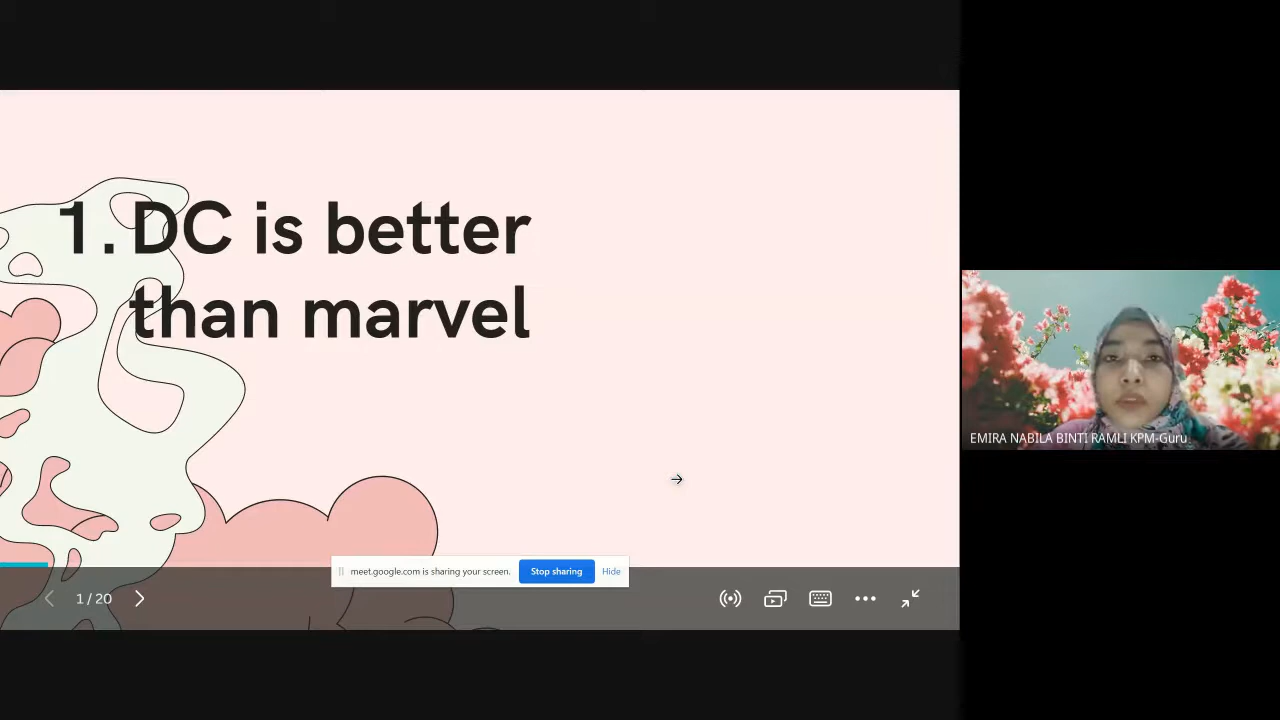 1. DC is better
than marvel
EMIRA NABILA BINTI RAMLI KPM-Guru
meet.google.com is sharing your screen. Stop sharing Hide
1 / 20